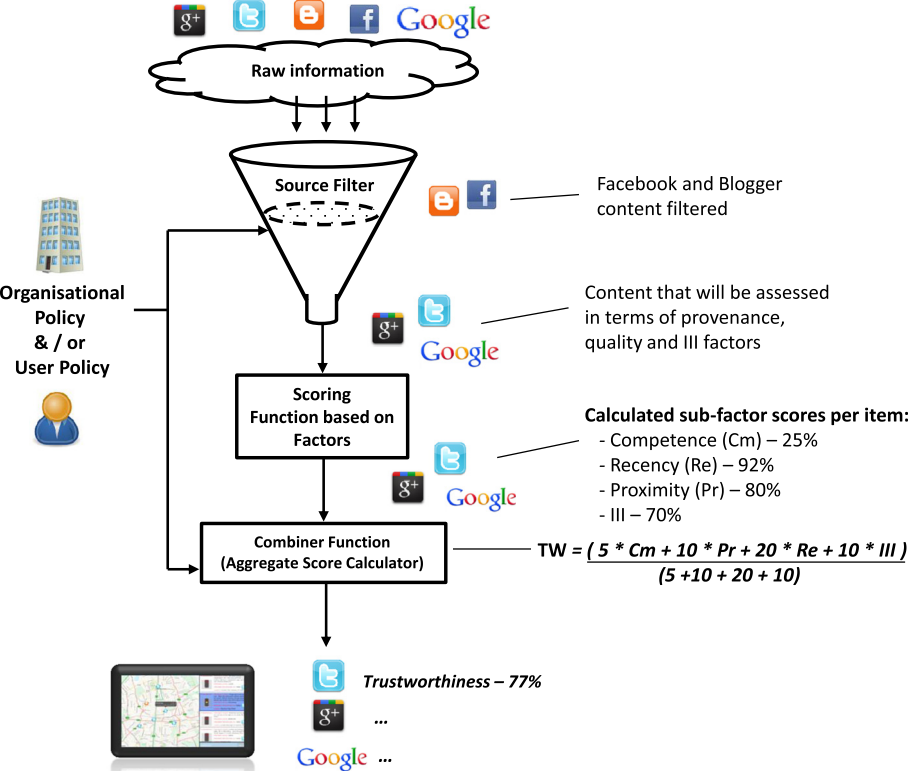 g+
Google
Raw information
Source Filter
Facebook and Blogger
content filtered
Organisational
Policy
& / or
User Policy
g+
Google
Content that will be assessed
in terms of provenance,
quality and III factors
Scoring
Function based on
Factors
g+
Google
Calculated sub-factor scores per item:
- Competence (Cm) – 25%
- Recency (Re) – 92%
- Proximity (Pr) – 80%
- III – 70%
Combiner Function
(Aggregate Score Calculator)
TW = ( 5 * Cm + 10 * Pr + 20 * Re + 10 * III )
(5 +10 + 20 + 10)
Trustworthiness – 77%
g+
...
Google
...